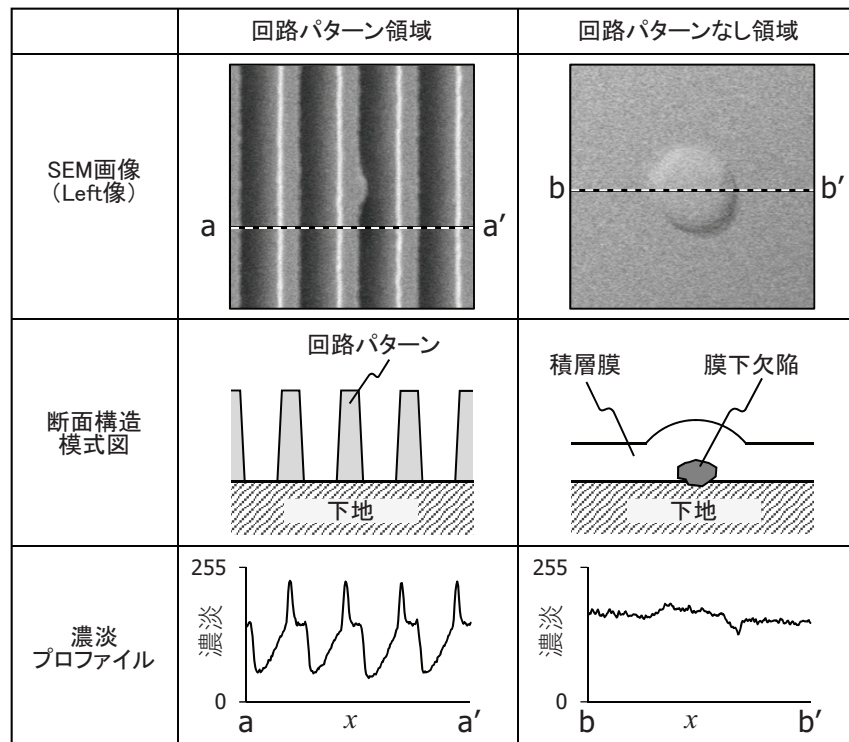 回路パターン領域
回路パターンなし領域
SEM画像
（Left像）
a
a′
b
b′
断面構造
模式図
回路パターン
下地
積層膜
膜下欠陥
下地
濃淡
プロファイル
255
濃淡
0
a
x
a′
255
濃淡
0
b
x
b′